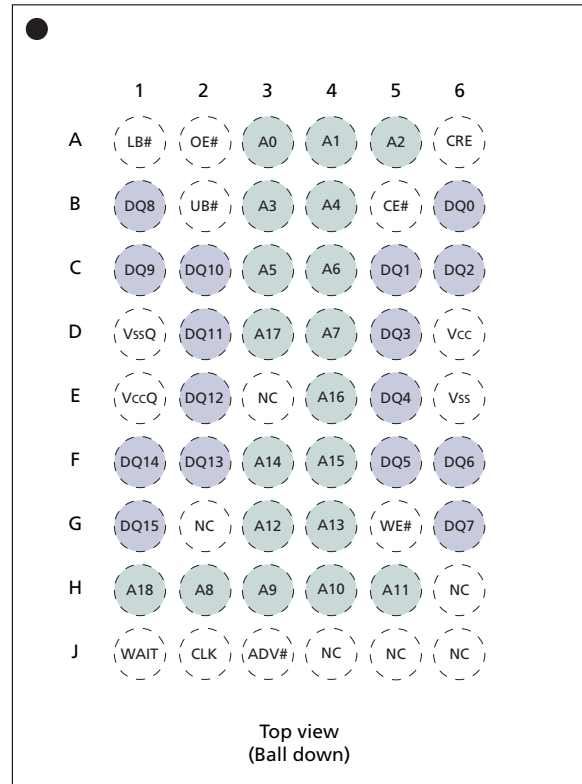 1 2 3 4 5 6
A LB# OE# A0 A1 A2 CRE
B DQ8 UB# A3 A4 CE# DQ0
C DQ9 DQ10 A5 A6 DQ1 DQ2
D VssQ DQ11 A17 A7 DQ3 Vcc
E VccQ DQ12 NC A16 DQ4 Vss
F DQ14 DQ13 A14 A15 DQ5 DQ6
G DQ15 NC A12 A13 WE# DQ7
H A18 A8 A9 A10 A11 NC
J WAIT CLK ADV# NC NC NC
Top view
(Ball down)